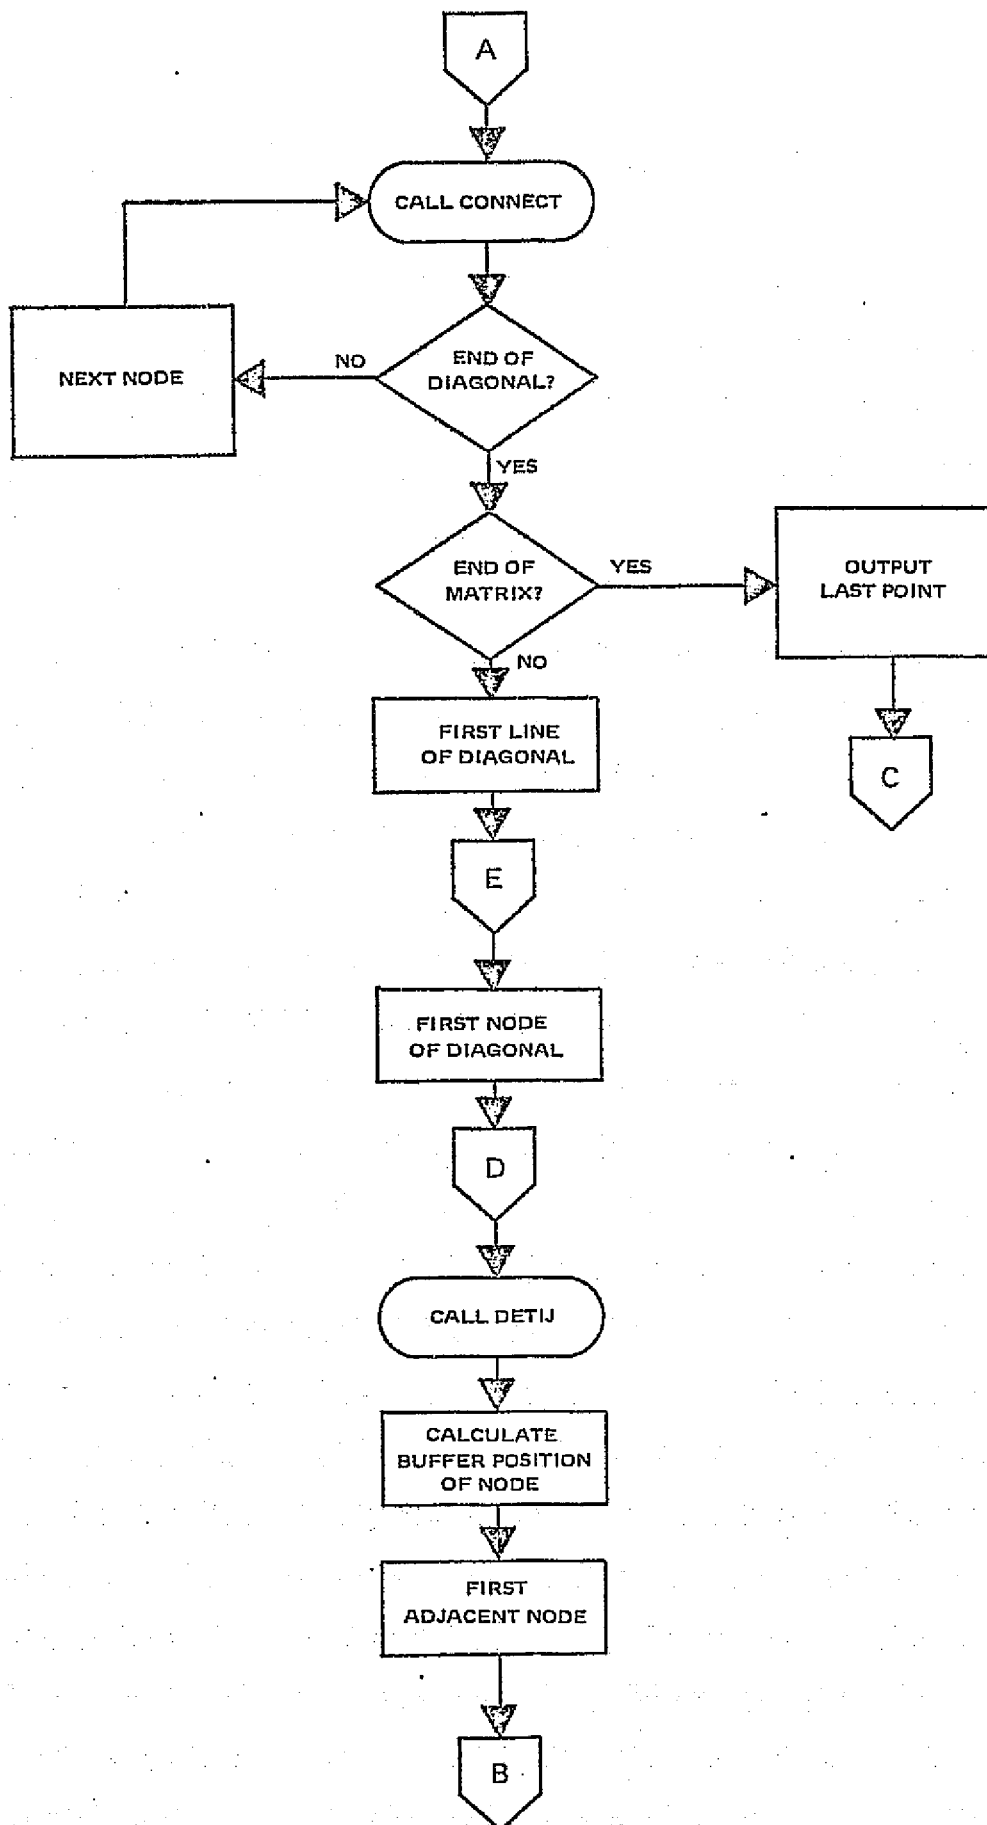 A
CALL CONNECT
END OF
DIAGONAL?
NO
NEXT NODE
YES
END OF
MATRIX?
YES
OUTPUT
LAST POINT
C
NO
FIRST LINE
OF DIAGONAL
E
FIRST NODE
OF DIAGONAL
D
CALL DETIJ
CALCULATE
BUFFER POSITION
OF NODE
FIRST
ADJACENT NODE
B